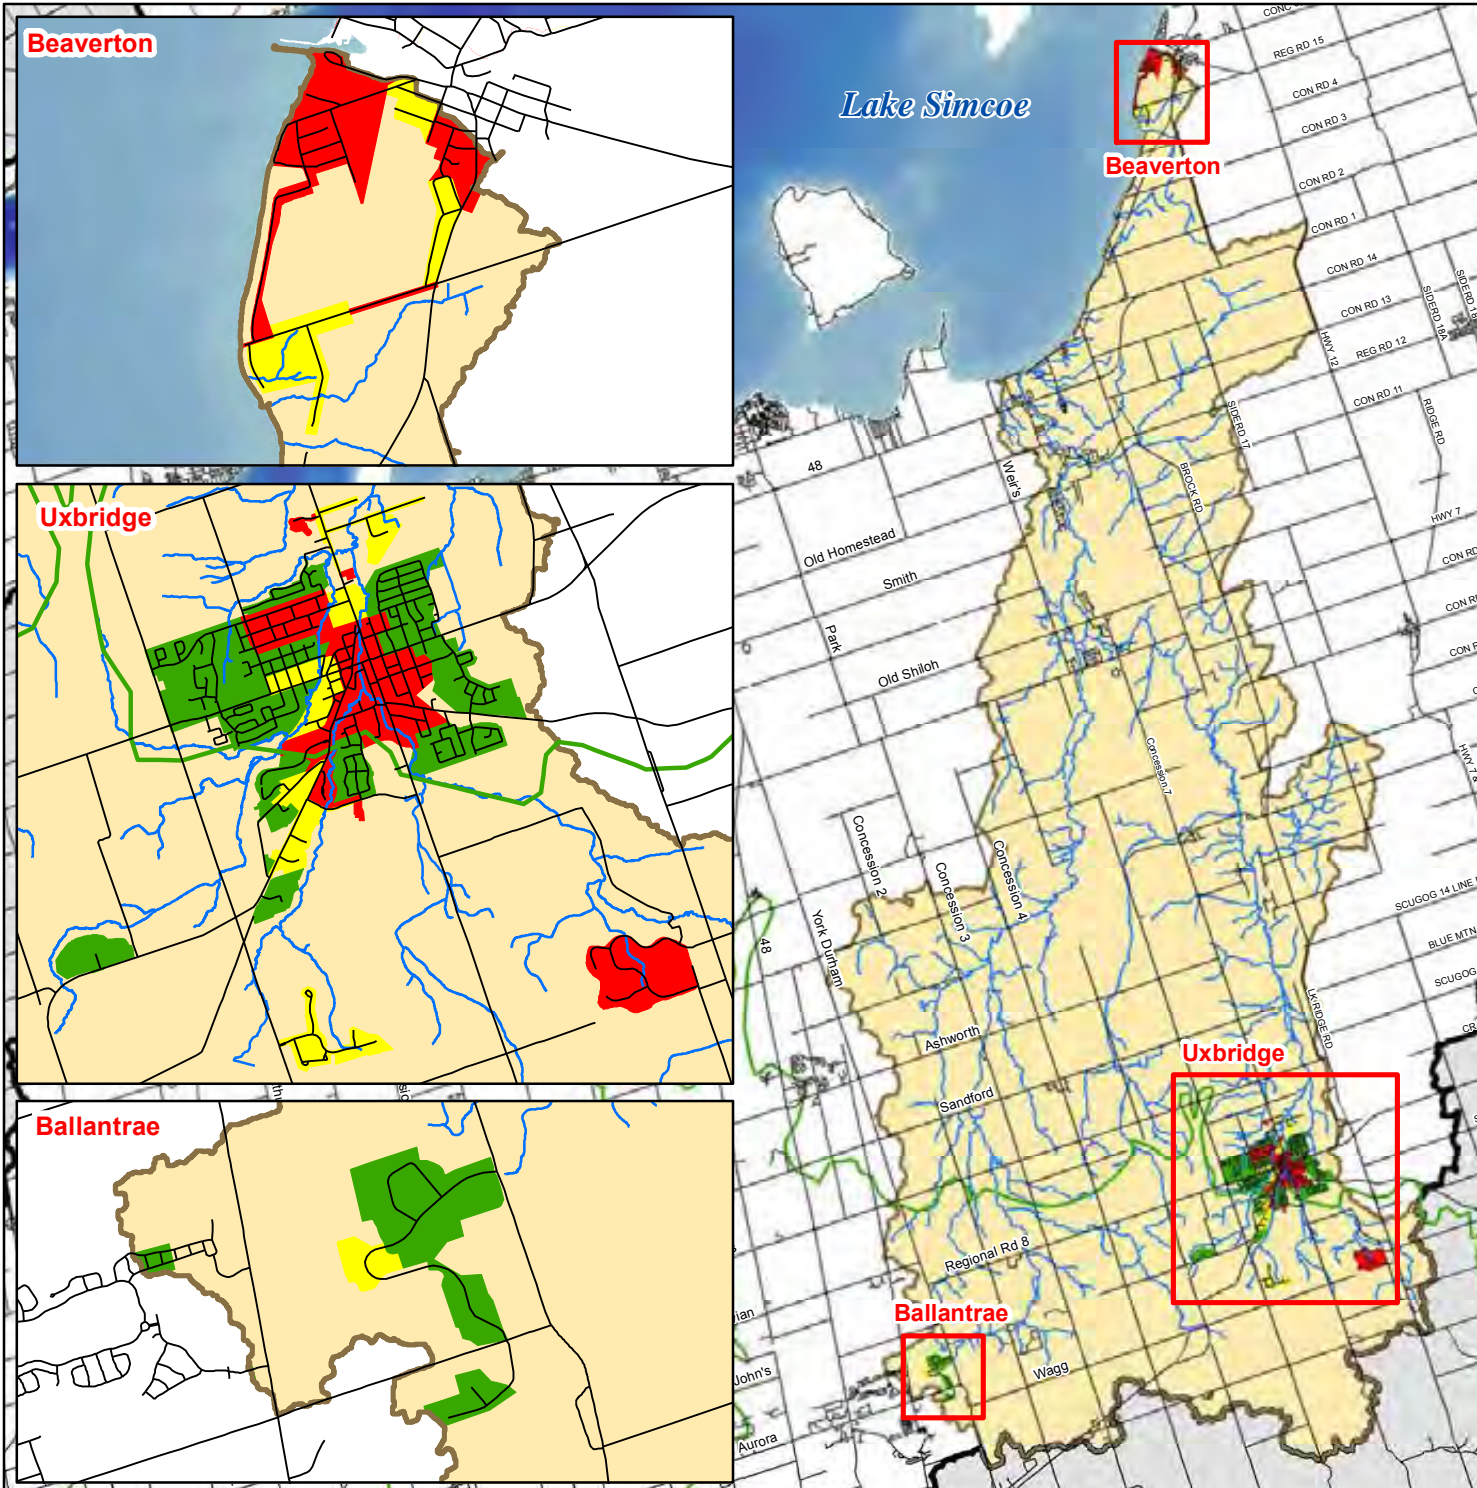 Beaverton
Uxbridge
Ballantrae
Lake Simcoe
Beaverton
REG RD 15
CON RD 4
CON RD 3
CON RD 2
CON RD 1
CON RD 14
CON RD 13
REG RD 12
CON RD 11
HWY 12
SIDERD 18A
RIDGE RD
SIDERD 17
BROCK RD
HWY 7
48
Weir's
Old Homestead
Smith
Park
Old Shiloh
Concession 7
Concession 2
Concession 3
Concession 4
York Durham
48
SCUGOG 14 LINE
BLUE MTN
SCUGOG
LK RIDGE RD
Ashworth
Sandford
Uxbridge
Regional Rd 8
Ballantrae
Wagg
John's
Aurora